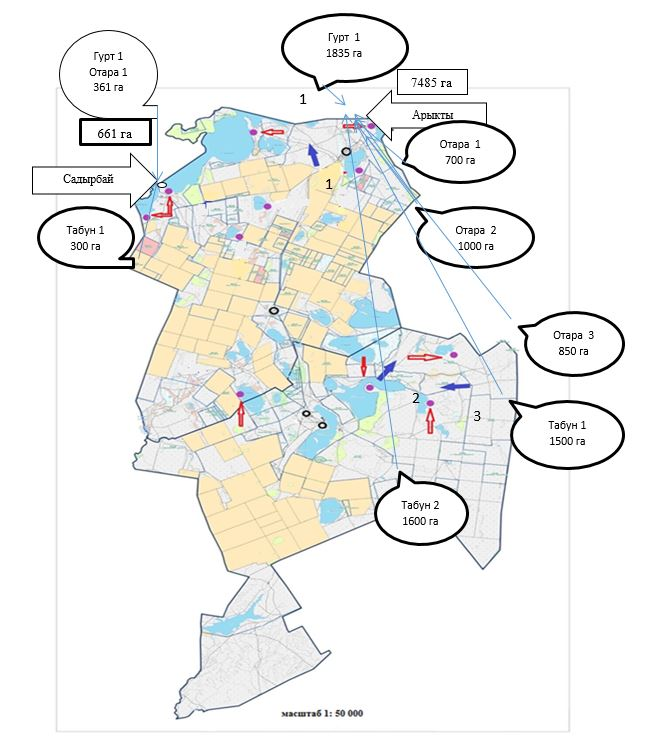 Гурт 1
Отара 1
361 га
Гурт 1
1835 га
7485 га
1
Арыкты
661 га
Отара 1
700 га
Садырбай
1
Табун 1
300 га
Отара 2
1000 га
Отара 3
850 га
2
3
Табун 1
1500 га
Табун 2
1600 га
масштаб 1: 50 000